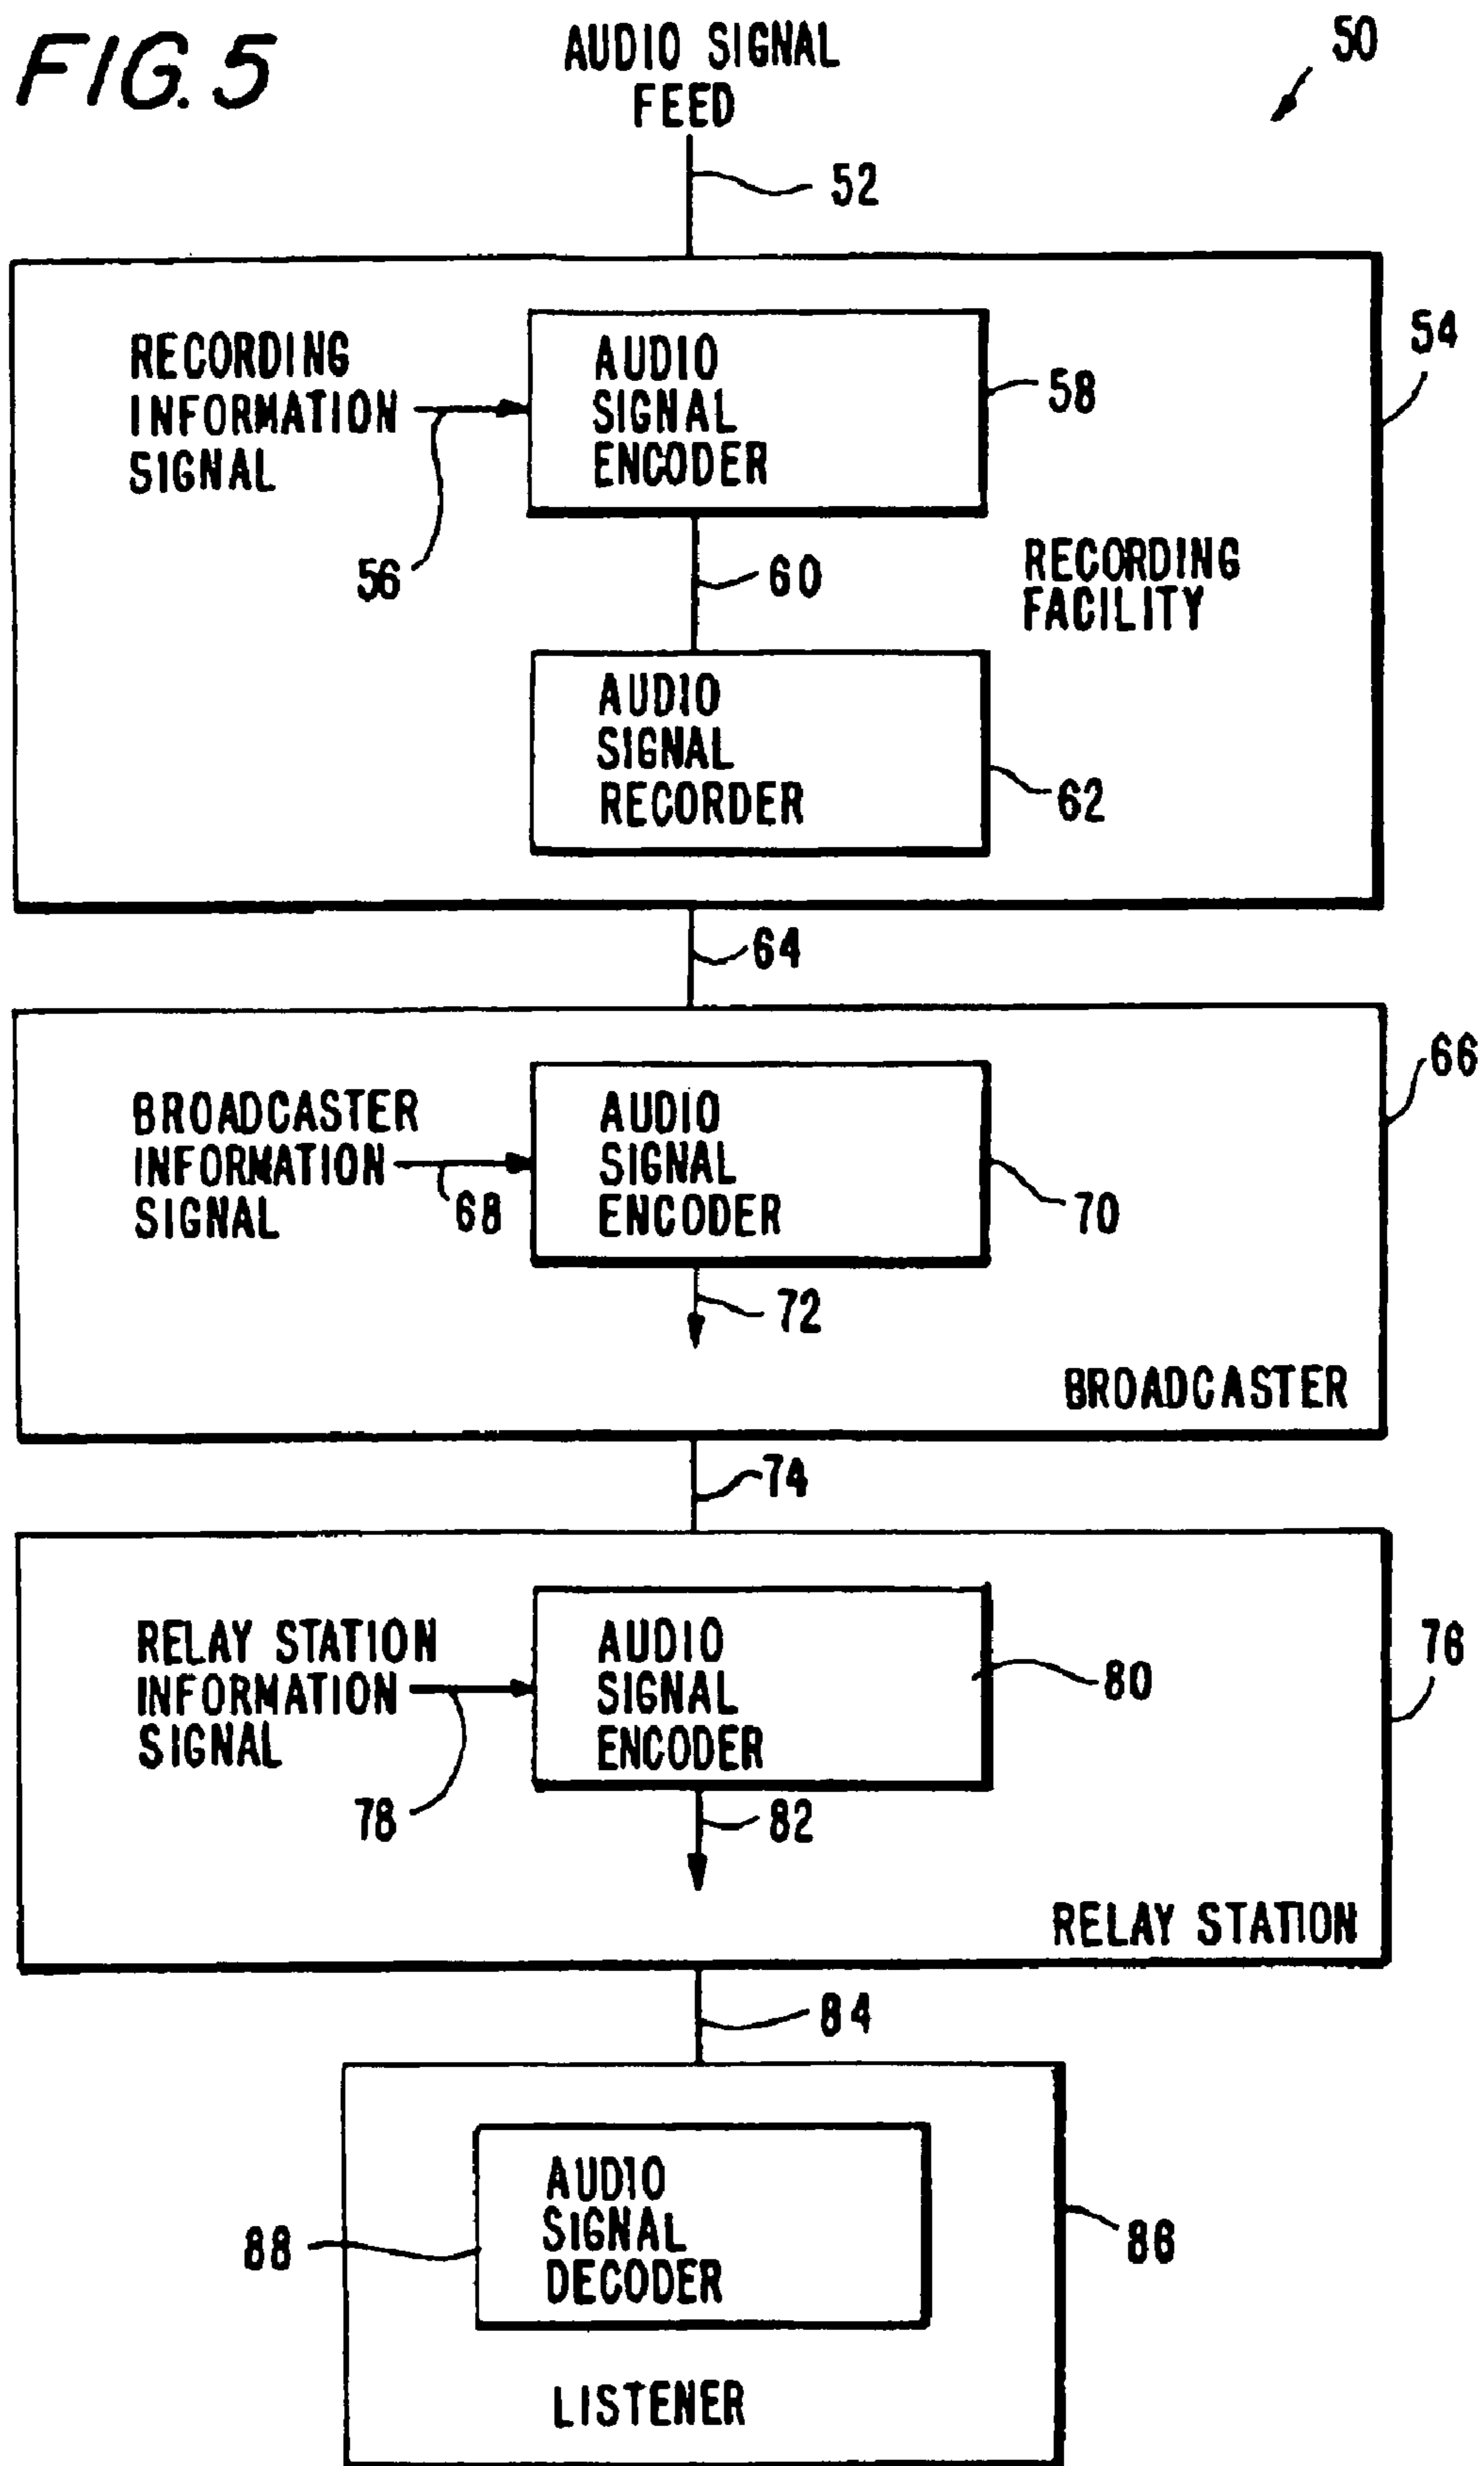 FIG. 5
AUDIO SIGNAL
FEED
50
52
54
RECORDING
INFORMATION
SIGNAL
56
AUDIO
SIGNAL
ENCODER
58
60
RECORDING
FACILITY
AUDIO
SIGNAL
RECORDER
62
64
66
BROADCASTER
INFORMATION
SIGNAL
68
AUDIO
SIGNAL
ENCODER
70
72
BROADCASTER
74
76
RELAY STATION
INFORMATION
SIGNAL
78
AUDIO
SIGNAL
ENCODER
80
82
RELAY STATION
84
86
88
AUDIO
SIGNAL
DECODER
LISTENER